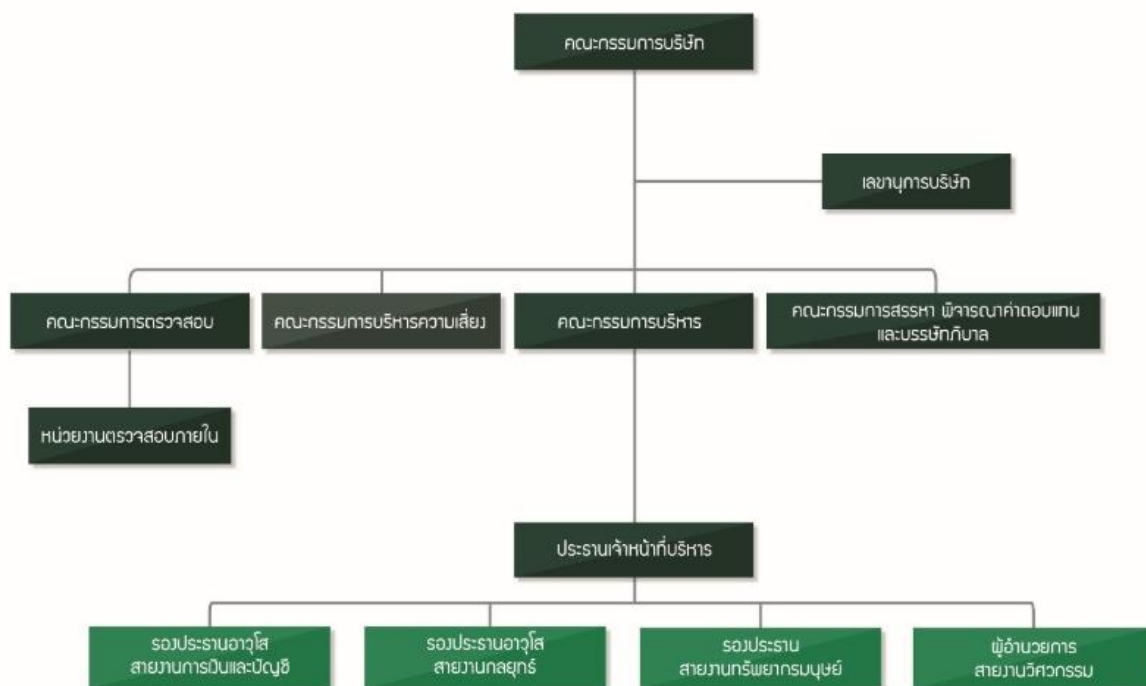 คณะกรรมการบริษัท
เลขานุการบริษัท
คณะกรรมการตรวจสอบ
คณะกรรมการบริหารความเสี่ยง
คณะกรรมการบริหาร
คณะกรรมการสรรหา พิจารณาค่าตอบแทน
และบรรษัทภิบาล
หน่วยงานตรวจสอบภายใน
ประธานเจ้าหน้าที่บริหาร
รองประธานอาวุโส
สายงานการเงินและบัญชี
รองประธานอาวุโส
สายงานกลยุทธ์
รองประธาน
สายงานทรัพยากรมนุษย์
ผู้อำนวยการ
สายงานวิศวกรรม